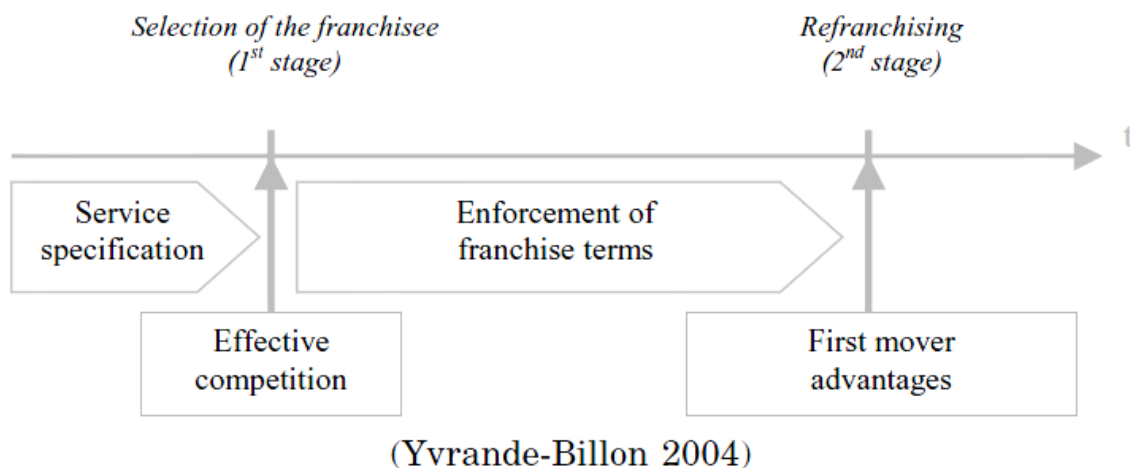 Selection of the franchisee
(1st stage)
Refranchising
(2nd stage)
t
Service
specification
Enforcement of
franchise terms
Effective
competition
First mover
advantages
(Yvrande-Billon 2004)